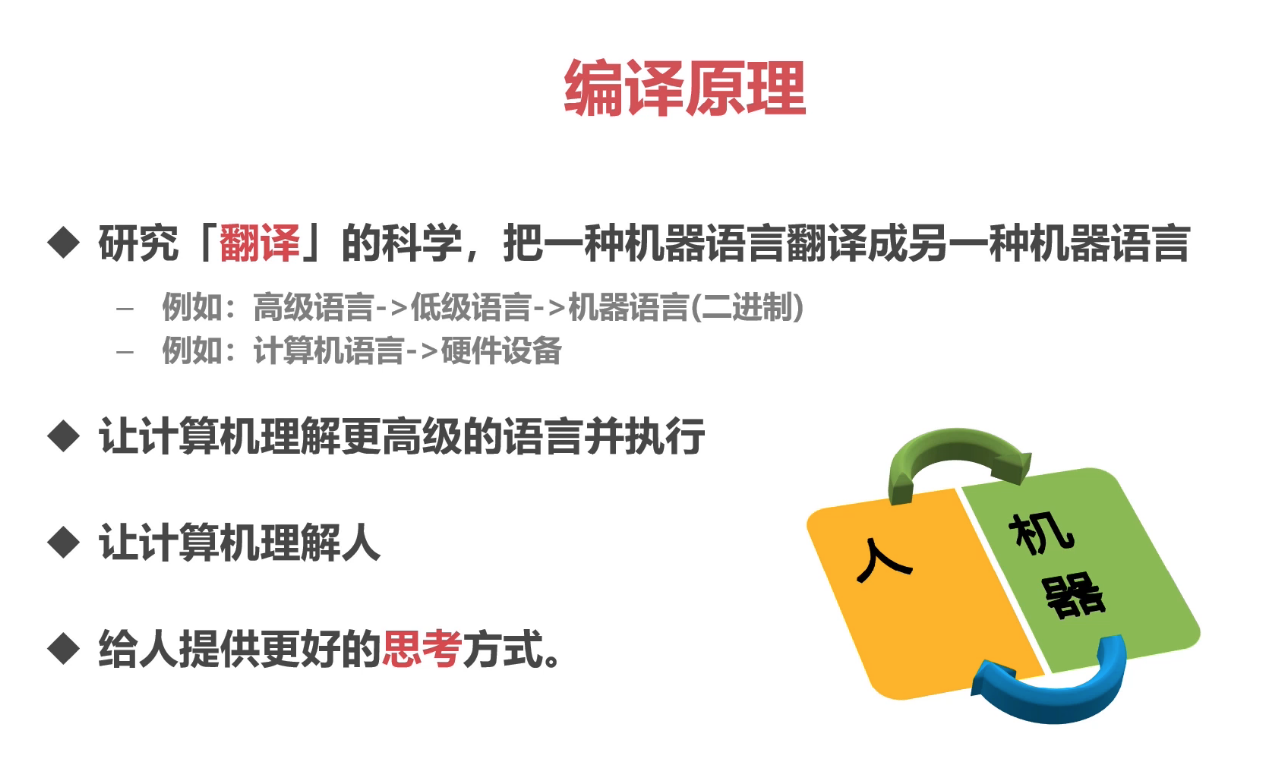 编译原理
◆ 研究「翻译」的科学，把一种机器语言翻译成另一种机器语言
– 例如：高级语言->低级语言->机器语言(二进制)
– 例如：计算机语言->硬件设备
◆ 让计算机理解更高级的语言并执行
◆ 让计算机理解人
◆ 给人提供更好的思考方式。
人
机
器